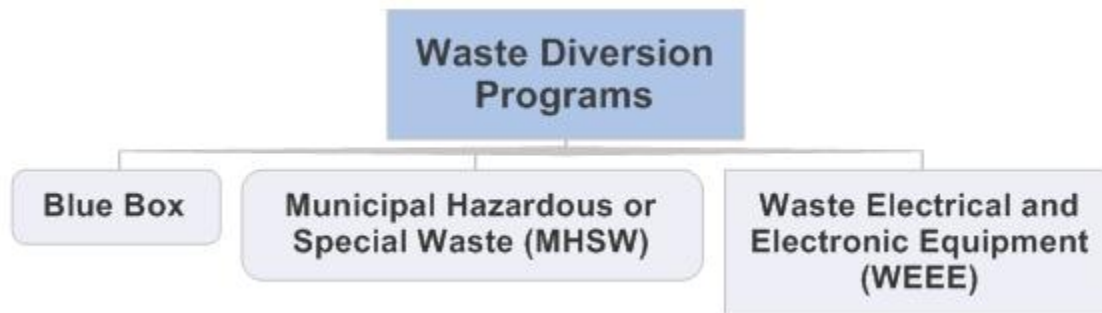 Waste Diversion
Programs
Blue Box
Municipal Hazardous or
Special Waste (MHSW)
Waste Electrical and
Electronic Equipment
(WEEE)